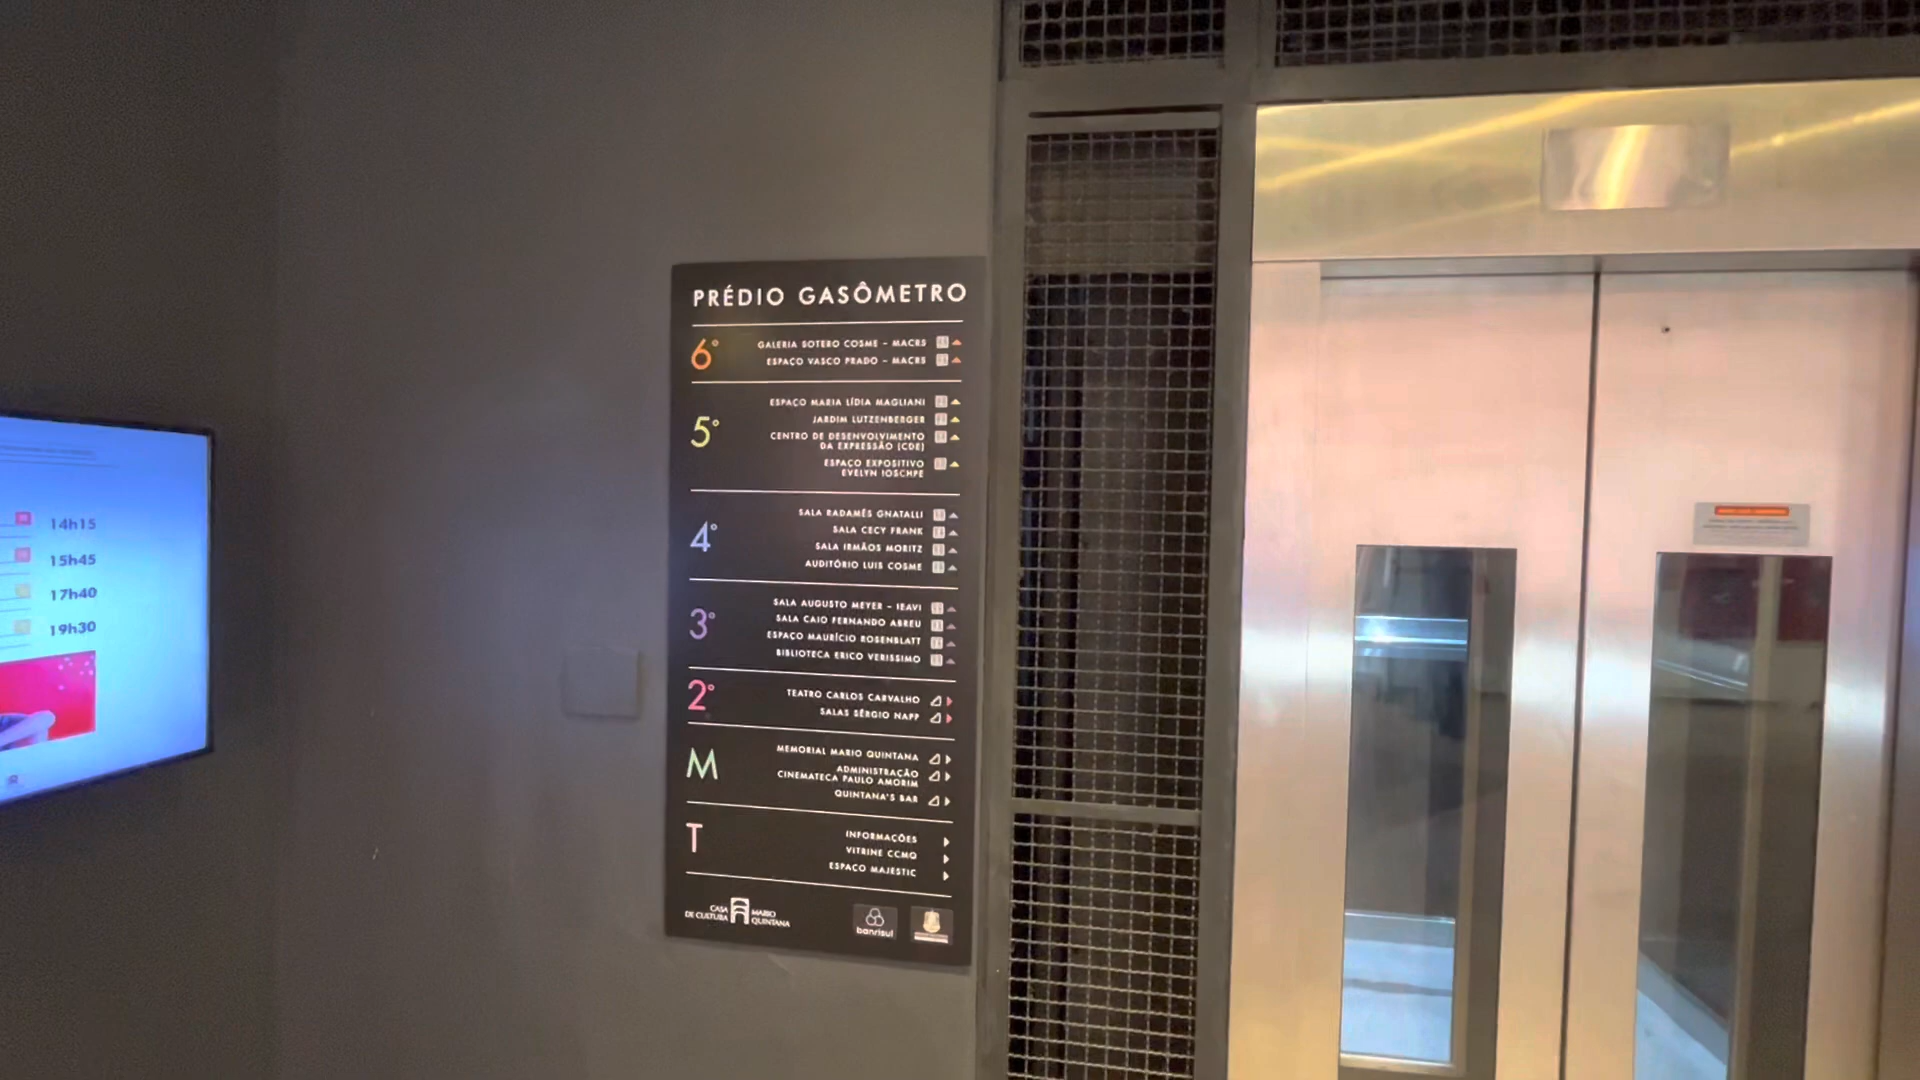 14h15
15h45
17h40
19h30
PRÉDIO GASÔMETRO
6°
GALERIA SOTERO COSME – MACRS
ESPAÇO VASCO PRADO – MACRS
5°
ESPAÇO MARIA LÍDIA MAGLIANI
JARDIM LUTZENBERGER
CENTRO DE DESENVOLVIMENTO
DA EXPRESSÃO (CDE)
ESPAÇO EXPOSITIVO
EVELYN IOSCHPE
4°
SALA RADAMÉS GNATALLI
SALA CECY FRANK
SALA IRMÃOS MORITZ
AUDITÓRIO LUIS COSME
3°
SALA AUGUSTO MEYER – IEAVI
SALA CAIO FERNANDO ABREU
ESPAÇO MAURÍCIO ROSENBLATT
BIBLIOTECA ERICO VERISSIMO
2°
TEATRO CARLOS CARVALHO
SALAS SÉRGIO NAPP
M
MEMORIAL MARIO QUINTANA
ADMINISTRAÇÃO
CINEMATECA PAULO AMORIM
QUINTANA'S BAR
T
INFORMAÇÕES
VITRINE CCMQ
ESPAÇO MAJESTIC
CASA DE CULTURA MARIO QUINTANA
banrisul